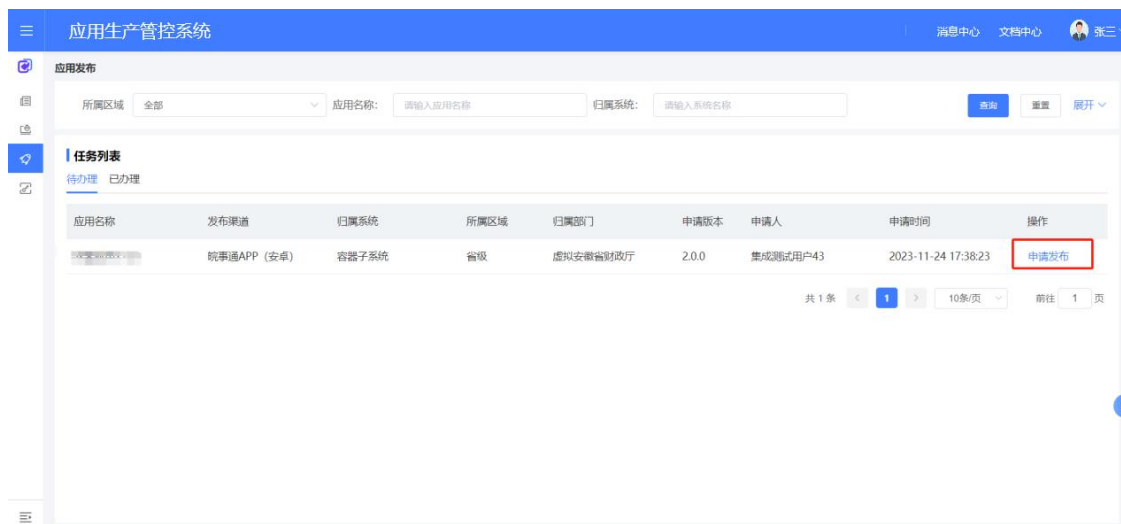 应用生产管控系统 消息中心 文档中心 张三
应用发布
所属区域 全部 应用名称: 请输入应用名称 归属系统: 请输入系统名称 查询 重置 展开
任务列表
待办理 已办理
应用名称 发布渠道 归属系统 所属区域 归属部门 申请版本 申请人 申请时间 操作
皖事通APP（安卓） 容器子系统 省级 虚拟安徽省财政厅 2.0.0 集成测试用户43 2023-11-24 17:38:23 申请发布
共 1 条 1 10条/页 前往 1 页